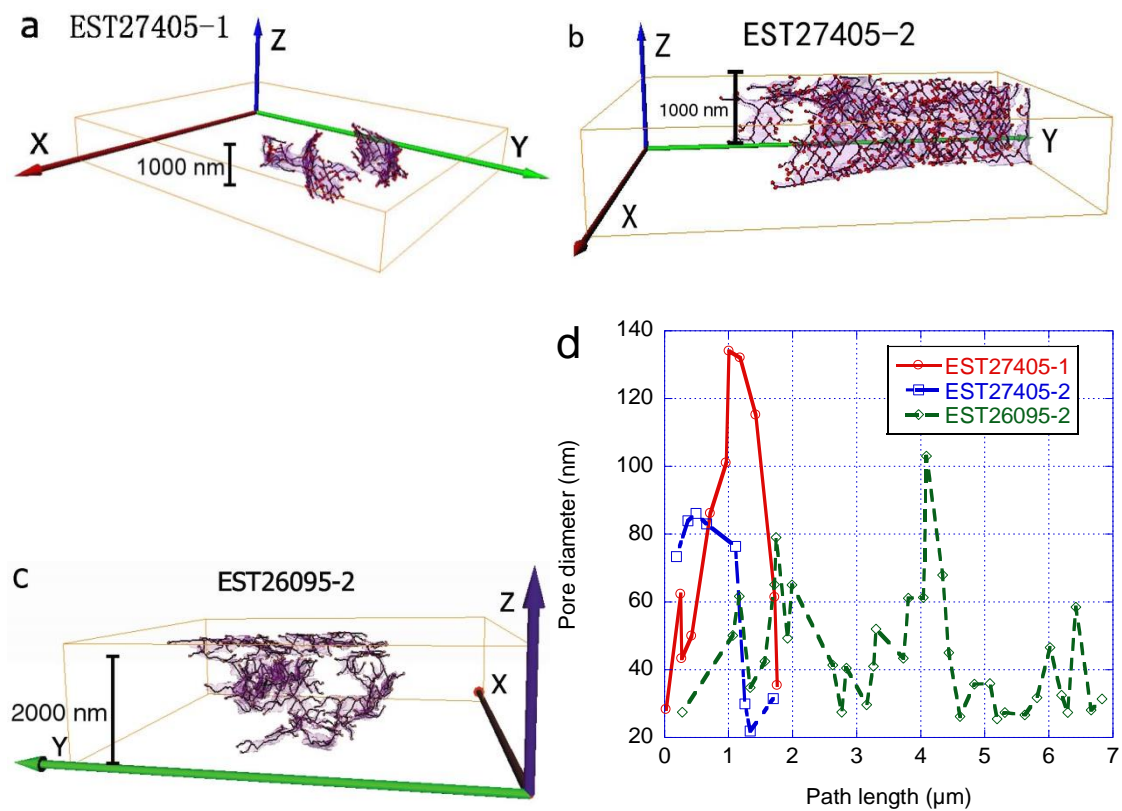 a EST27405-1
Z
X
Y
1000 nm
b EST27405-2
Z
1000 nm
Y
X
c EST26095-2
Z
X
2000 nm
Y
d
140
120
100
80
60
40
20
Pore diameter (nm)
EST27405-1
EST27405-2
EST26095-2
0 1 2 3 4 5 6 7
Path length (µm)